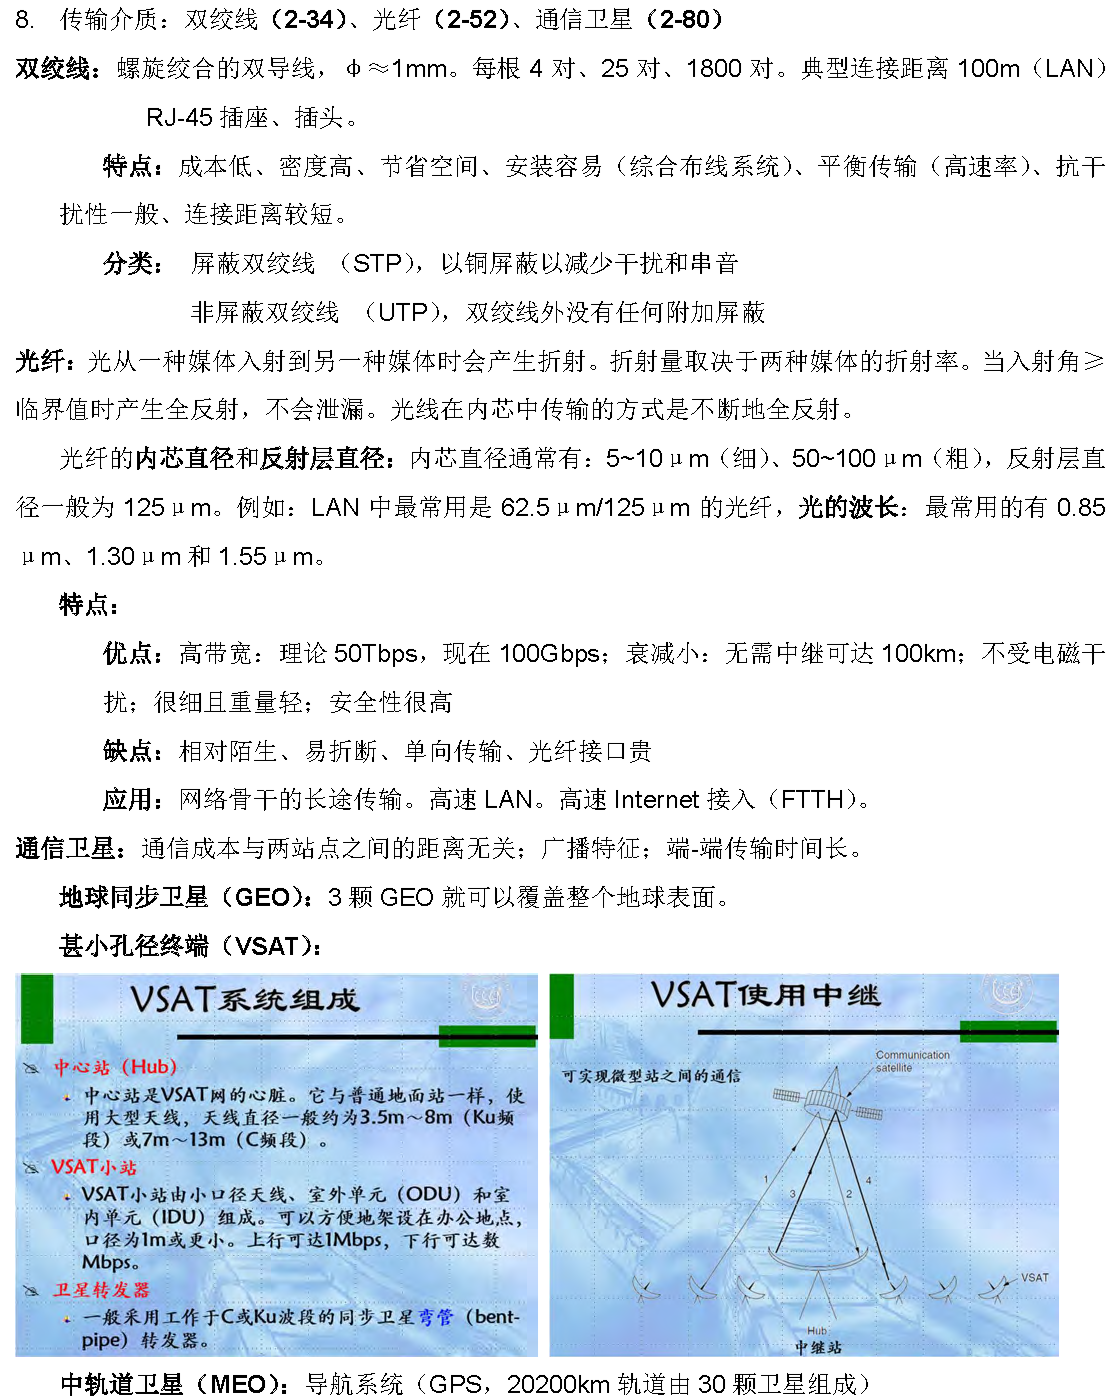 8. 传输介质：双绞线（2-34）、光纤（2-52）、通信卫星（2-80）
双绞线：螺旋绞合的双导线，φ≈1mm。每根 4 对、25 对、1800 对。典型连接距离 100m（LAN）
RJ-45 插座、插头。
特点：成本低、密度高、节省空间、安装容易（综合布线系统）、平衡传输（高速率）、抗干
扰性一般、连接距离较短。
分类： 屏蔽双绞线 （STP），以铜屏蔽以减少干扰和串音
非屏蔽双绞线 （UTP），双绞线外没有任何附加屏蔽
光纤：光从一种媒体入射到另一种媒体时会产生折射。折射量取决于两种媒体的折射率。当入射角≥
临界值时产生全反射，不会泄漏。光线在内芯中传输的方式是不断地全反射。
光纤的内芯直径和反射层直径：内芯直径通常有：5~10μm（细）、50~100μm（粗），反射层直
径一般为 125μm。例如：LAN 中最常用是 62.5μm/125μm 的光纤，光的波长：最常用的有 0.85
μm、1.30μm 和 1.55μm。
特点：
优点：高带宽：理论 50Tbps，现在 100Gbps；衰减小：无需中继可达 100km；不受电磁干
扰；很细且重量轻；安全性很高
缺点：相对陌生、易折断、单向传输、光纤接口贵
应用：网络骨干的长途传输。高速 LAN。高速 Internet 接入（FTTH）。
通信卫星：通信成本与两站点之间的距离无关；广播特征；端-端传输时间长。
地球同步卫星（GEO）：3 颗 GEO 就可以覆盖整个地球表面。
甚小孔径终端（VSAT）：
VSAT系统组成
中心站（Hub）
中心站是VSAT网的心脏。它与普通地面站一样，使
用大型天线，天线直径一般约为3.5m～8m（Ku频
段）或7m～13m（C频段）。
VSAT小站
VSAT小站由小口径天线、室外单元（ODU）和室
内单元（IDU）组成。可以方便地架设在办公地点，
口径为1m或更小。上行可达1Mbps，下行可达数
Mbps。
卫星转发器
一般采用工作于C或Ku波段的同步卫星弯管（bent-
pipe）转发器。
VSAT使用中继
可实现微型站之间的通信
Communication
satellite
1
3
2
4
VSAT
Hub
中继站
中轨道卫星（MEO）：导航系统（GPS，20200km 轨道由 30 颗卫星组成）